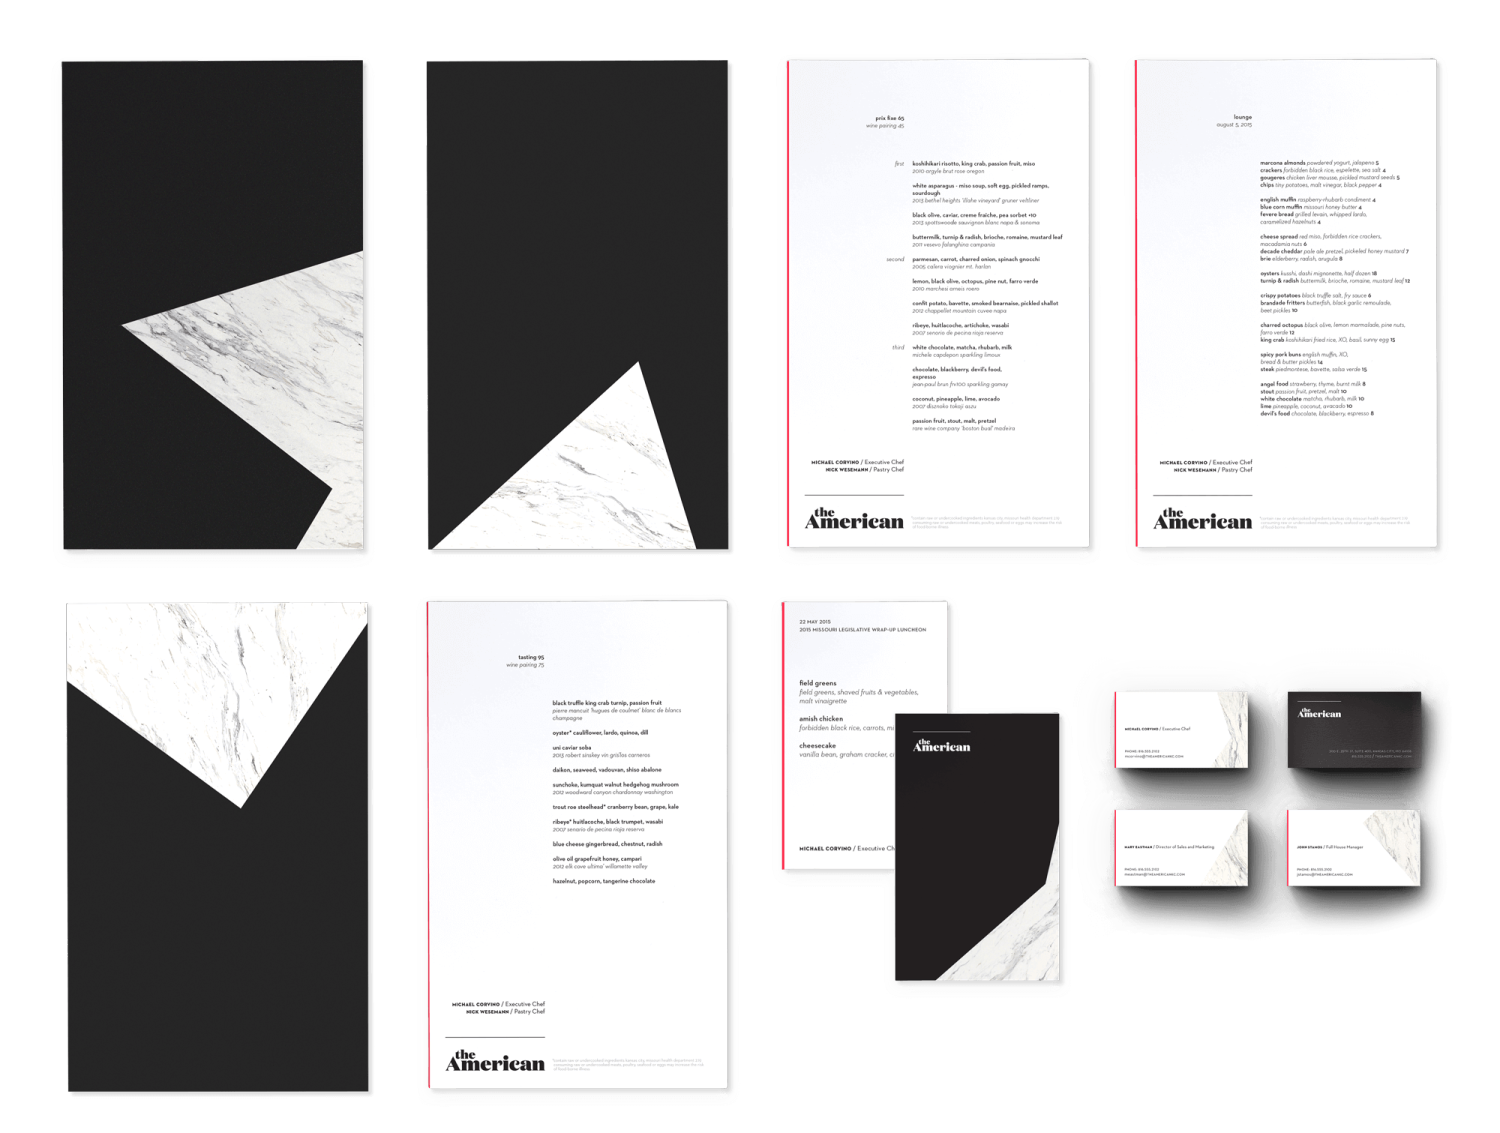 prix fixe 65
wine pairing 45
first
koshihikari risotto, king crab, passion fruit, miso
2010 argyle brut rose oregon
white asparagus - miso soup, soft egg, pickled ramps,
sourdough
2013 bethel heights 'illahe vineyard' gruner veltliner
black olive, caviar, creme fraiche, pea sorbet +10
2013 spottswoode sauvignon blanc napa & sonoma
buttermilk, turnip & radish, brioche, romaine, mustard leaf
2011 vesevo falanghina campania
second
parmesan, carrot, charred onion, spinach gnocchi
2005 calera viognier mt. harlan
lemon, black olive, octopus, pine nut, farro verde
2010 marchesi arneis roero
confit potato, bavette, smoked bearnaise, pickled shallot
2012 chappellet mountain cuvee napa
ribeye, huitlacoche, artichoke, wasabi
2007 senorio de pecina rioja reserva
third
white chocolate, matcha, rhubarb, milk
michele capdepon sparkling limoux
chocolate, blackberry, devil's food,
espresso
jean-paul brun frv100 sparkling gamay
coconut, pineapple, lime, avocado
2007 disznoko tokaji aszu
passion fruit, stout, malt, pretzel
rare wine company 'boston bual' madeira
MICHAEL CORVINO / Executive Chef
NICK WESEMANN / Pastry Chef
the
American
lounge
august 5, 2015
marcona almonds powdered yogurt, jalapeno 5
crackers forbidden black rice, espelette, sea salt 4
gougeres chicken liver mousse, pickled mustard seeds 5
chips tiny potatoes, malt vinegar, black pepper 4
english muffin raspberry-rhubarb condiment 4
blue corn muffin missouri honey butter 4
fevere bread grilled levain, whipped lardo,
caramelized hazelnuts 4
cheese spread red miso, forbidden rice crackers,
macadamia nuts 6
decade cheddar pale ale pretzel, pickeled honey mustard 7
brie elderberry, radish, arugula 8
oysters kusshi, dashi mignonette, half dozen 18
turnip & radish buttermilk, brioche, romaine, mustard leaf 12
crispy potatoes black truffle salt, fry sauce 6
brandade fritters butterfish, black garlic remoulade,
beet pickles 10
charred octopus black olive, lemon marmalade, pine nuts,
farro verde 12
king crab koshihikari fried rice, XO, basil, sunny egg 15
spicy pork buns english muffin, XO,
bread & butter pickles 14
steak piedmontese, bavette, salsa verde 15
angel food strawberry, thyme, burnt milk 8
stout passion fruit, pretzel, malt 10
white chocolate matcha, rhubarb, milk 10
lime pineapple, coconut, avocado 10
devil's food chocolate, blackberry, espresso 8
MICHAEL CORVINO / Executive Chef
NICK WESEMANN / Pastry Chef
the
American
tasting 95
wine pairing 75
black truffle king crab turnip, passion fruit
pierre moncuit 'hugues de coulmet' blanc de blancs
champagne
oyster* cauliflower, lardo, quinoa, dill
uni caviar soba
2013 robert sinskey vin gris/las carneros
daikon, seaweed, vadouvan, shiso abalone
sunchoke, kumquat walnut hedgehog mushroom
2012 woodward canyon chardonnay washington
trout roe steelhead* cranberry bean, grape, kale
ribeye* huitlacoche, black trumpet, wasabi
2007 senorio de pecina rioja reserva
blue cheese gingerbread, chestnut, radish
olive oil grapefruit honey, campari
2012 elk cove ultima' willamette valley
hazelnut, popcorn, tangerine chocolate
MICHAEL CORVINO / Executive Chef
NICK WESEMANN / Pastry Chef
the
American
22 MAY 2015
2015 MISSOURI LEGISLATIVE WRAP-UP LUNCHEON
field greens
field greens, shaved fruits & vegetables,
malt vinaigrette
amish chicken
forbidden black rice, carrots, mi
cheesecake
vanilla bean, graham cracker, ci
MICHAEL CORVINO / Executive Ch
the
American
MICHAEL CORVINO / Executive Chef
the
American
MARY KAUFMAN / Director of Sales and Marketing
JOHN STAMOS / Full House Manager